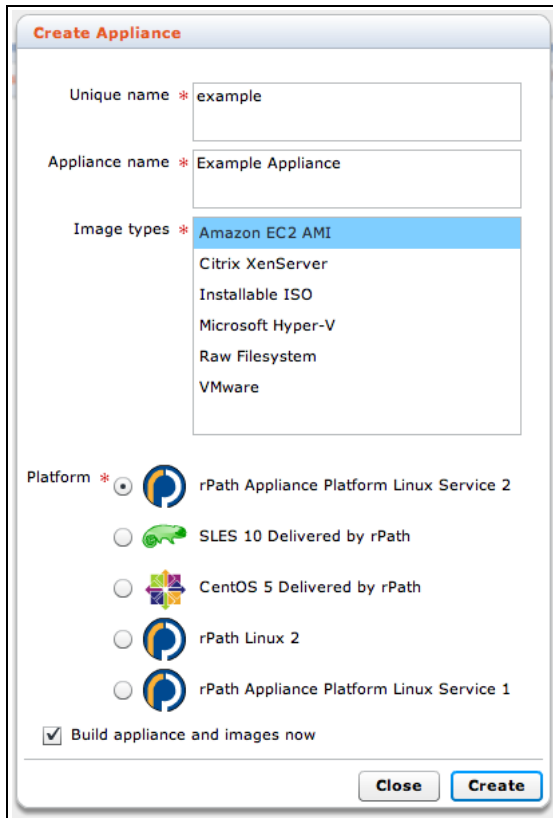 Create Appliance
Unique name * example
Appliance name * Example Appliance
Image types * Amazon EC2 AMI
Citrix XenServer
Installable ISO
Microsoft Hyper-V
Raw Filesystem
VMware
Platform * rPath Appliance Platform Linux Service 2
SLES 10 Delivered by rPath
CentOS 5 Delivered by rPath
rPath Linux 2
rPath Appliance Platform Linux Service 1
Build appliance and images now
Close Create